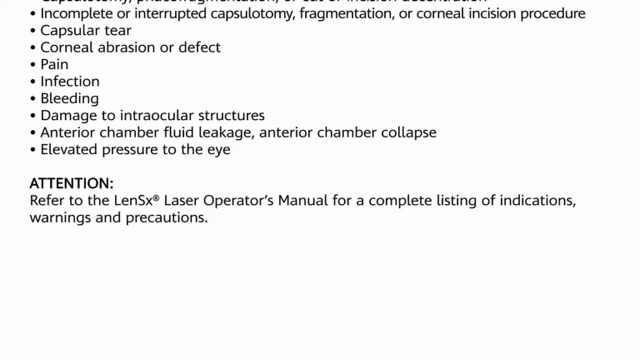 • Incomplete or interrupted capsulotomy, fragmentation, or corneal incision procedure
• Capsular tear
• Corneal abrasion or defect
• Pain
• Infection
• Bleeding
• Damage to intraocular structures
• Anterior chamber fluid leakage, anterior chamber collapse
• Elevated pressure to the eye
ATTENTION:
Refer to the LenSx® Laser Operator's Manual for a complete listing of indications,
warnings and precautions.